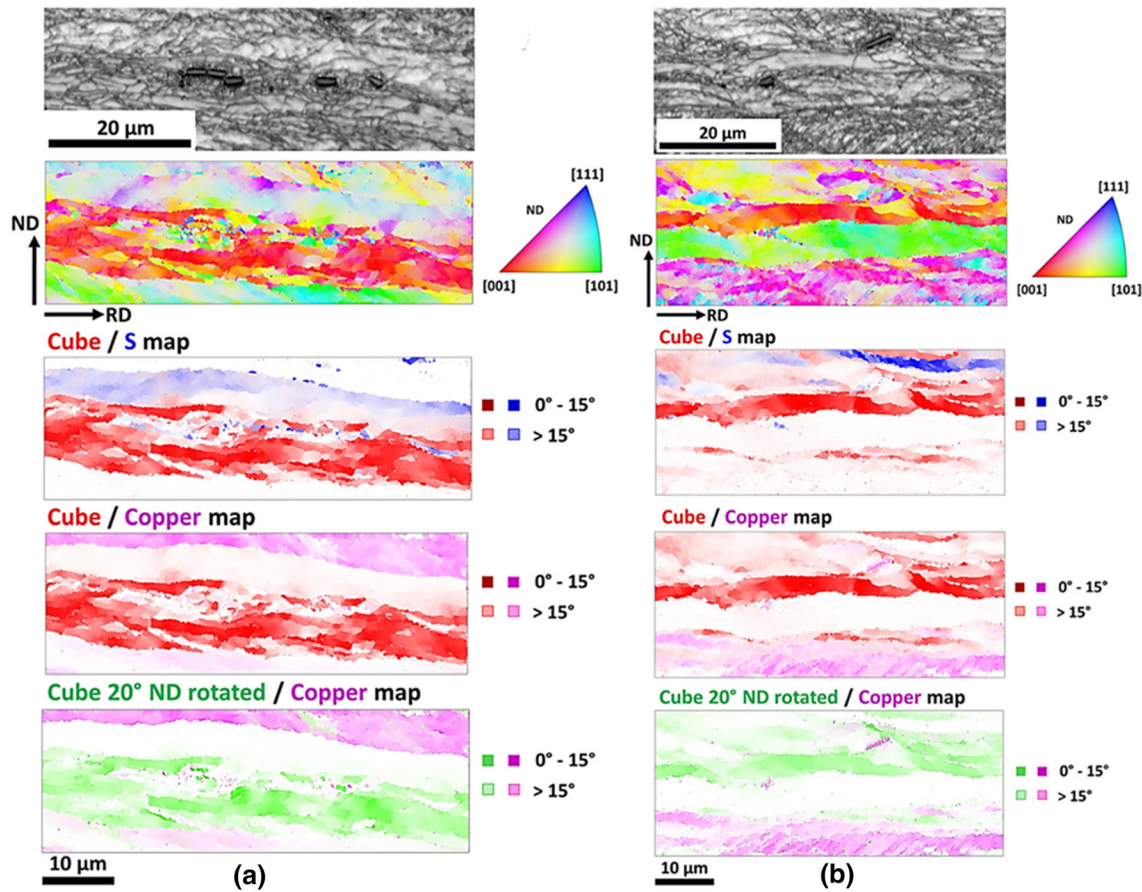 20 µm
ND
RD
[111]
ND
[001]
[101]
Cube / S map
0° - 15°
> 15°
Cube / Copper map
0° - 15°
> 15°
Cube 20° ND rotated / Copper map
0° - 15°
> 15°
10 µm
(a)
20 µm
ND
RD
[111]
ND
[001]
[101]
Cube / S map
0° - 15°
> 15°
Cube / Copper map
0° - 15°
> 15°
Cube 20° ND rotated / Copper map
0° - 15°
> 15°
10 µm
(b)